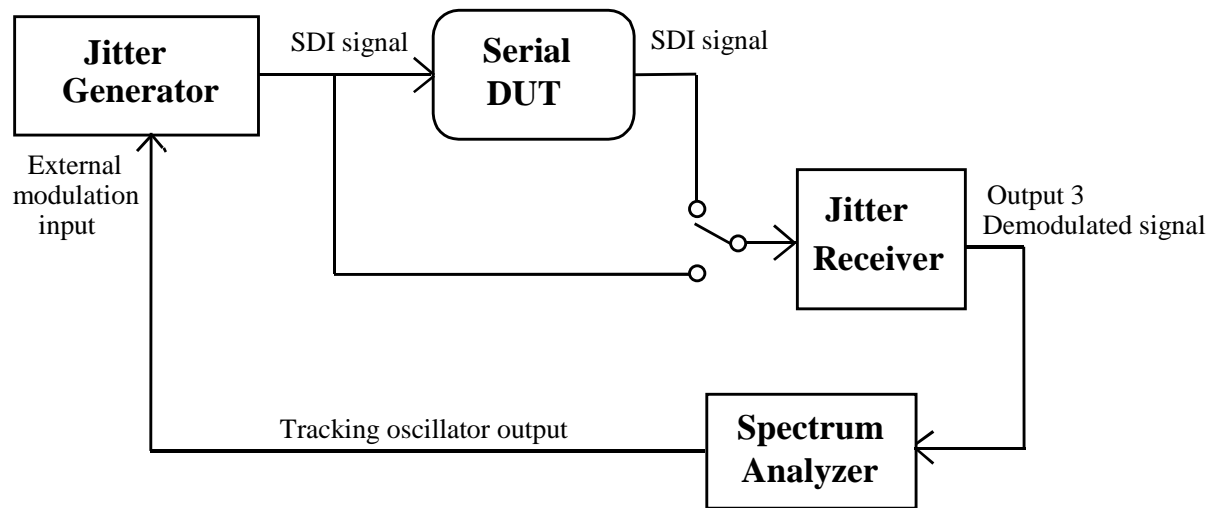 Jitter
Generator
SDI signal
Serial
DUT
SDI signal
External
modulation
input
Jitter
Receiver
Output 3
Demodulated signal
Tracking oscillator output
Spectrum
Analyzer